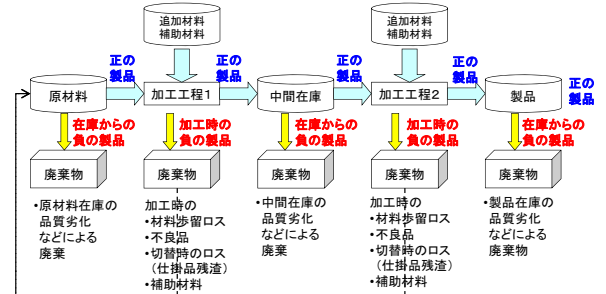 追加材料
補助材料
追加材料
補助材料
正の
製品
正の
製品
正の
製品
正の
製品
正の
製品
原材料
加工工程1
中間在庫
加工工程2
製品
在庫からの
負の製品
加工時の
負の製品
在庫からの
負の製品
加工時の
負の製品
在庫からの
負の製品
廃棄物
廃棄物
廃棄物
廃棄物
廃棄物
・原材料在庫の
品質劣化
などによる
廃棄
加工時の
・材料歩留ロス
・不良品
・切替時のロス
(仕掛品残渣)
・補助材料
・中間在庫の
品質劣化
などによる
廃棄
加工時の
・材料歩留ロス
・不良品
・切替時のロス
(仕掛品残渣)
・補助材料
・製品在庫の
品質劣化
などによる
廃棄物